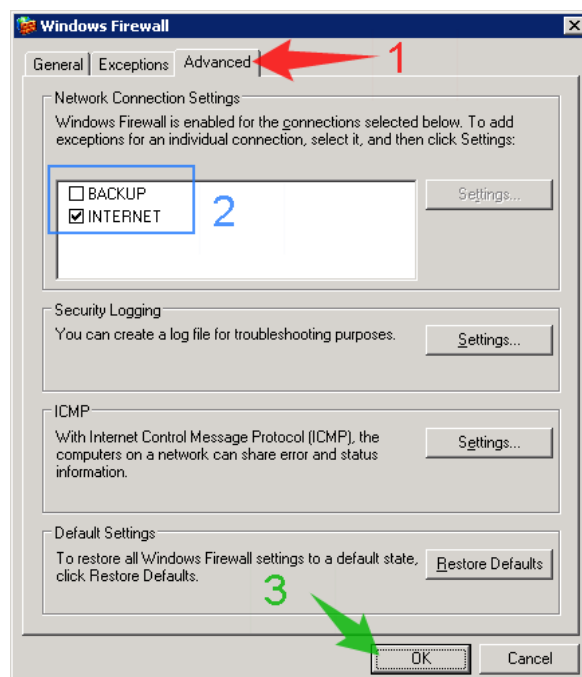 Windows Firewall
General Exceptions Advanced 1
Network Connection Settings
Windows Firewall is enabled for the connections selected
below. To add
exceptions for an individual connection, select it, and then click Settings:
BACKUP
INTERNET
2
Settings...
Security Logging
You can create a log file for troubleshooting purposes.
Settings...
ICMP
With Internet Control Message Protocol (ICMP), the
computers on a network can share error and status
information.
Settings...
Default Settings
To restore all Windows Firewall settings to a default state,
click Restore Defaults.
Restore Defaults
3
OK Cancel